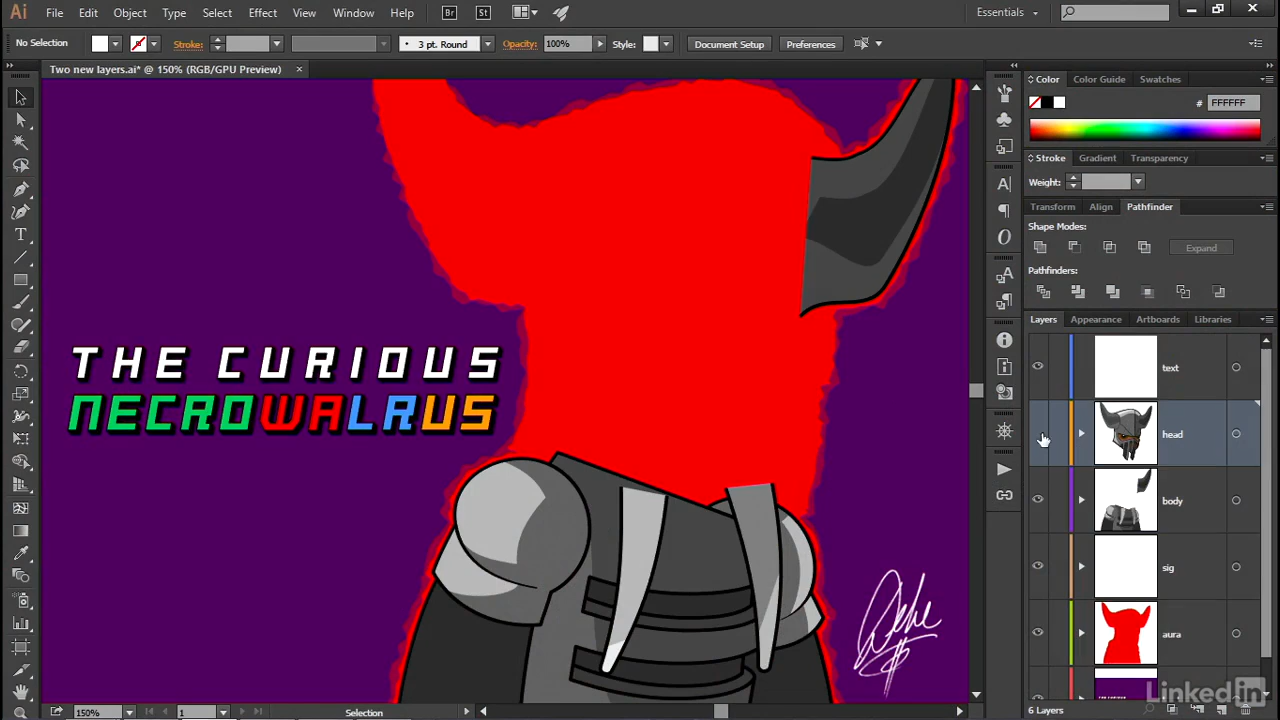 Ai File Edit Object Type Select Effect View Window Help Br St Essentials
No Selection Stroke: 3 pt. Round Opacity: 100% Style: Document Setup Preferences
Two new layers.ai* @ 150% (RGB/GPU Preview) ×
Color Color Guide Swatches
# FFFFFF
Stroke Gradient Transparency
Weight:
Transform Align Pathfinder
Shape Modes:
Expand
Pathfinders:
Layers Appearance Artboards Libraries
text
head
body
sig
aura
6 Layers
THE CURIOUS
NECROWALRUS
LinkedIn
150% 1 Selection